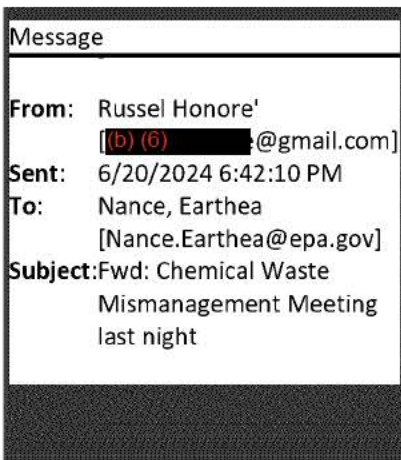 Message
From: Russel Honore'
[(b) (6) e@gmail.com]
Sent: 6/20/2024 6:42:10 PM
To: Nance, Earthea
[Nance.Earthea@epa.gov]
Subject:Fwd: Chemical Waste
Mismanagement Meeting
last night